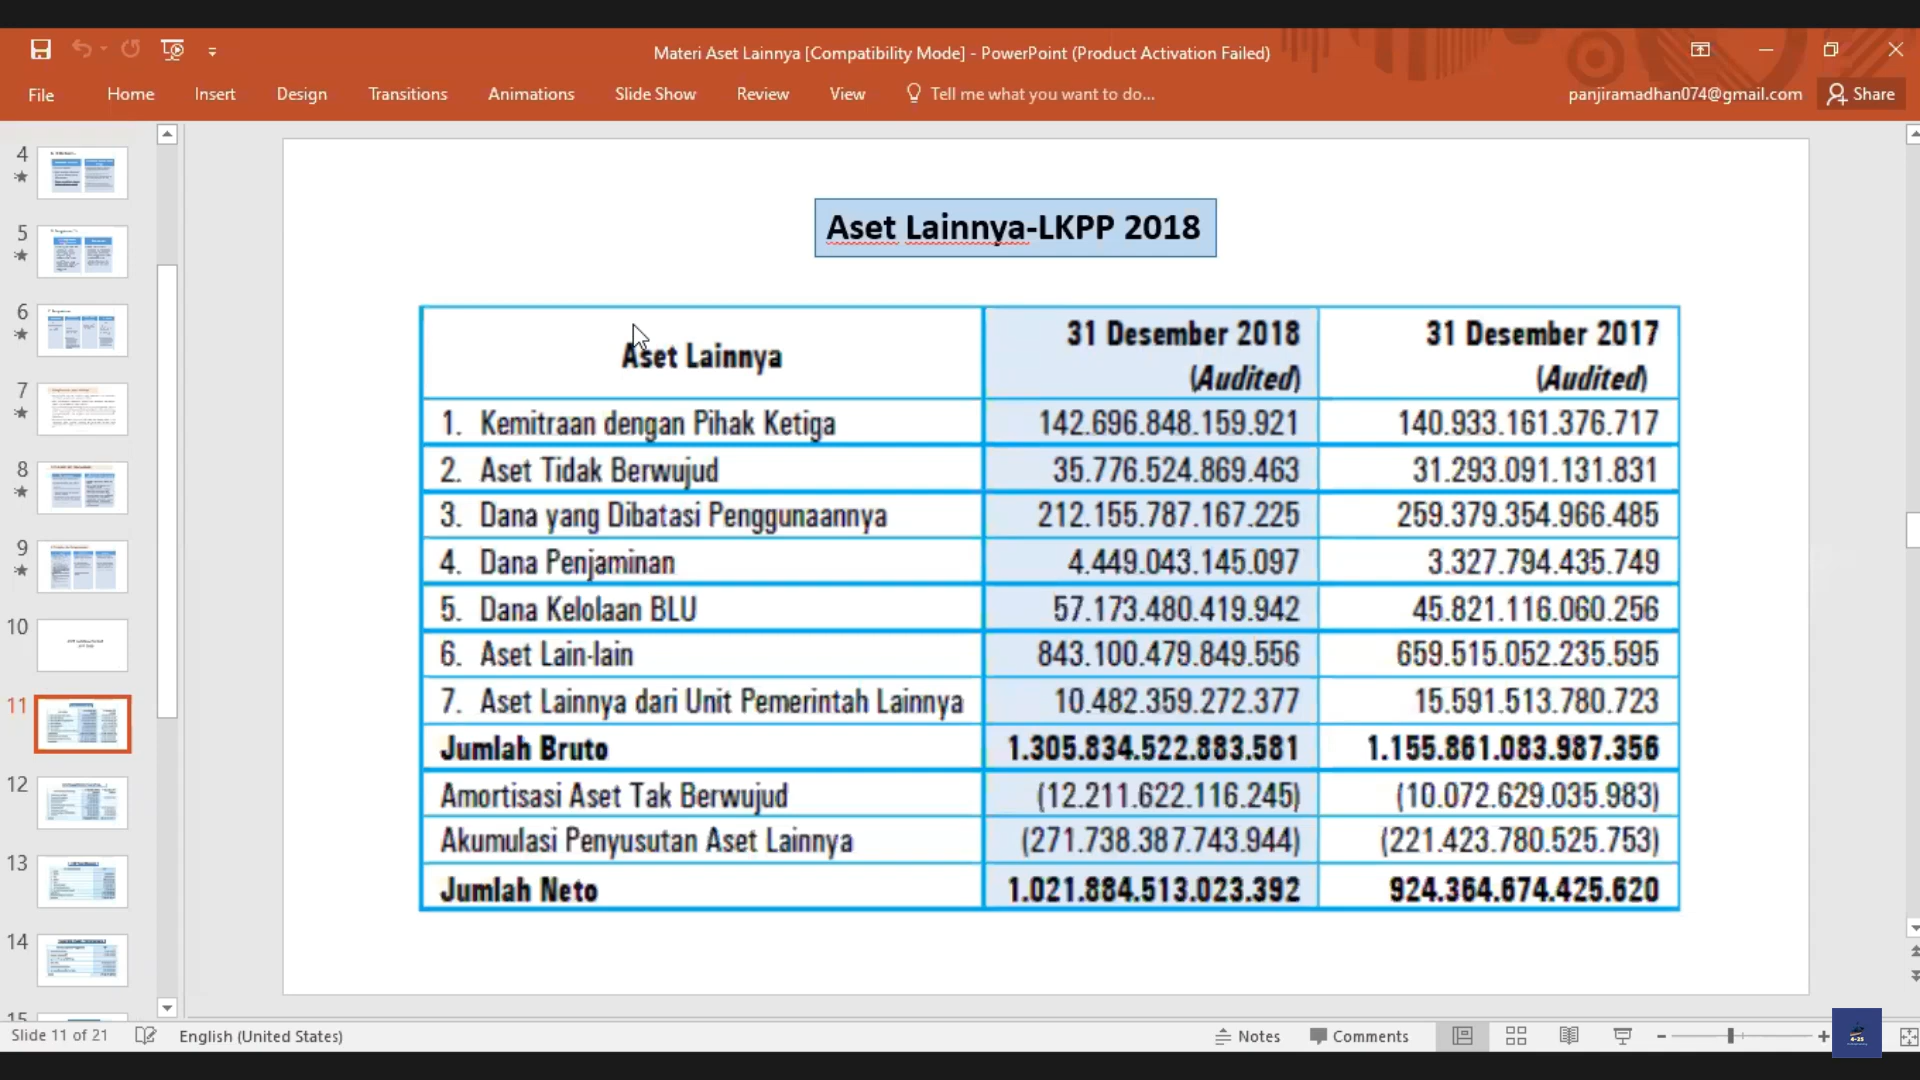 Materi Aset Lainnya [Compatibility Mode] - PowerPoint (Product Activation Failed)
File Home Insert Design Transitions Animations Slide Show Review View Tell me what you want to do... panjiramadhan074@gmail.com Share
4
5
6
7
8
9
10
11
12
13
14
15
Aset Lainnya-LKPP 2018
Aset Lainnya 31 Desember 2018 (Audited) 31 Desember 2017 (Audited)
1. Kemitraan dengan Pihak Ketiga 142.696.848.159.921 140.933.161.376.717
2. Aset Tidak Berwujud 35.776.524.869.463 31.293.091.131.831
3. Dana yang Dibatasi Penggunaannya 212.155.787.167.225 259.379.354.966.485
4. Dana Penjaminan 4.449.043.145.097 3.327.794.435.749
5. Dana Kelolaan BLU 57.173.480.419.942 45.821.116.060.256
6. Aset Lain-lain 843.100.479.849.556 659.515.052.235.595
7. Aset Lainnya dari Unit Pemerintah Lainnya 10.482.359.272.377 15.591.513.780.723
Jumlah Bruto 1.305.834.522.883.581 1.155.861.083.987.356
Amortisasi Aset Tak Berwujud (12.211.622.116.245) (10.072.629.035.983)
Akumulasi Penyusutan Aset Lainnya (271.738.387.743.944) (221.423.780.525.753)
Jumlah Neto 1.021.884.513.023.392 924.364.674.425.620
Slide 11 of 21 English (United States) Notes Comments
4-25